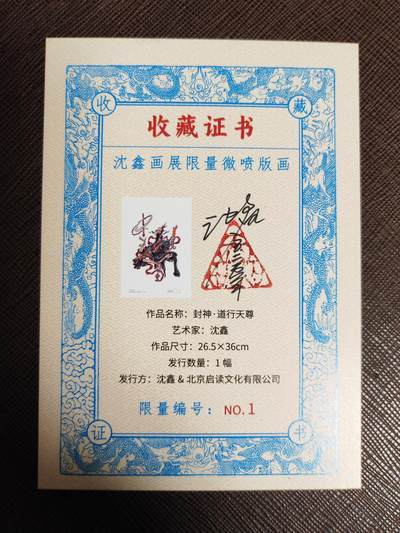 收 藏
收藏证书
沈鑫画展限量微喷版画
作品名称：封神·道行天尊
艺术家：沈鑫
作品尺寸：26.5×36cm
发行数量：1 幅
发行方：沈鑫 & 北京启读文化有限公司
限量编号：NO.1
证 书